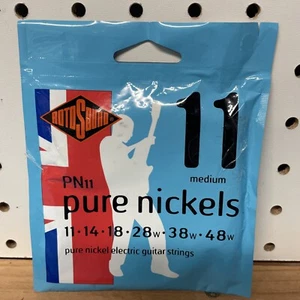 ROTOSOUND
11
medium
PN11
pure nickels
11·14·18·28w·38w·48w
pure nickel electric guitar strings